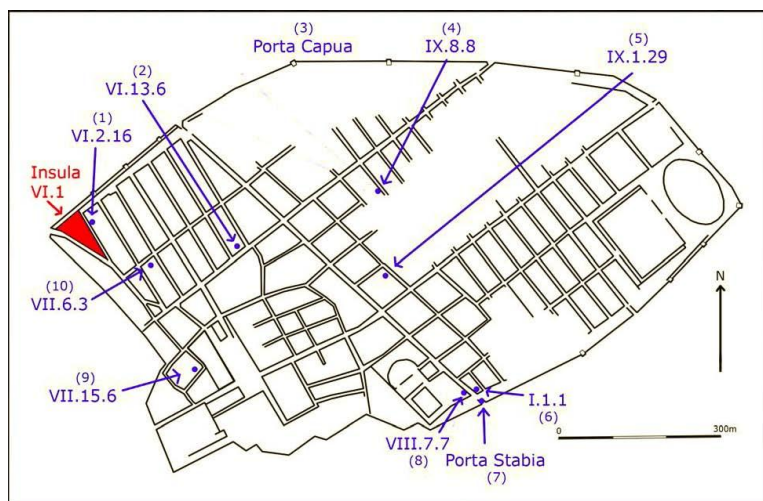 (3)
Porta Capua
(4)
IX.8.8
(5)
IX.1.29
(2)
VI.13.6
(1)
VI.2.16
Insula
VI.1
(10)
VII.6.3
(9)
VII.15.6
N
I.1.1
(6)
VIII.7.7
(8)
Porta Stabia
(7)
0
300m